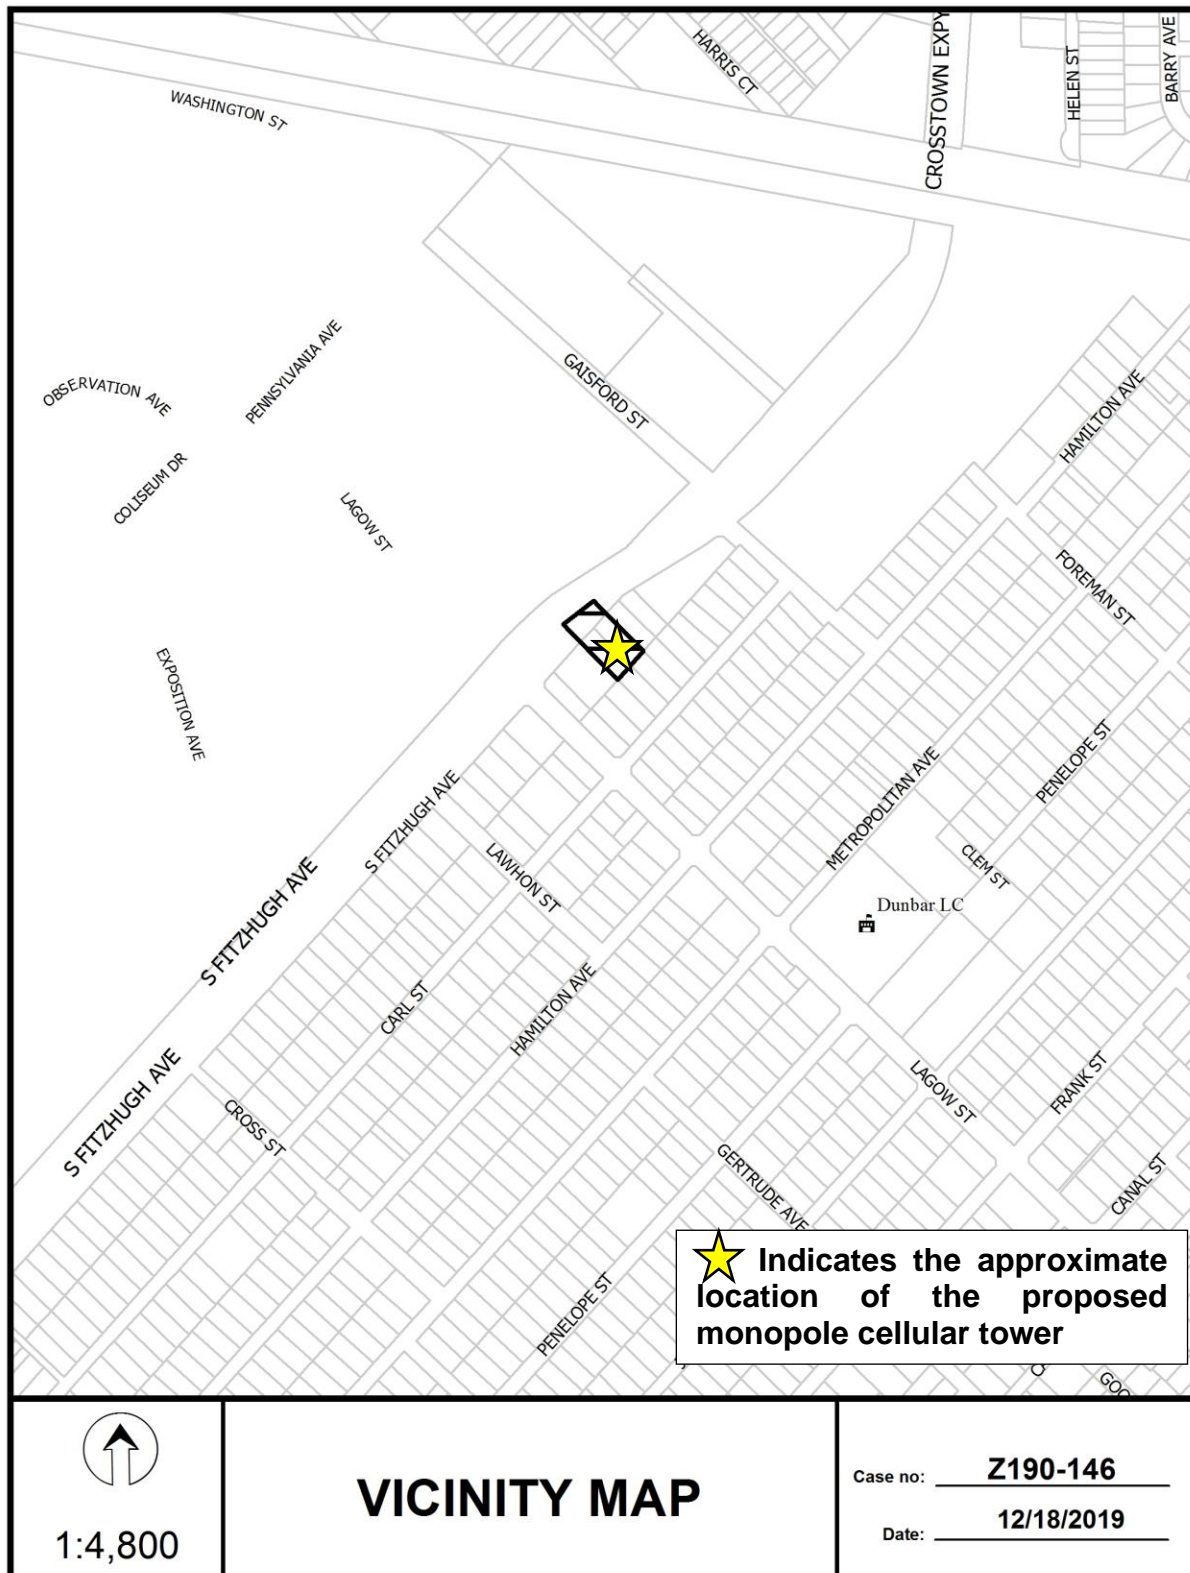 HARRIS CT
CROSSTOWN EXPY
HELEN ST
BARRY AVE
WASHINGTON ST
PENNSYLVANIA AVE
OBSERVATION AVE
COLISEUM DR
LAGOW ST
GAISFORD ST
HAMILTON AVE
FOREMAN ST
EXPOSITION AVE
S FITZHUGH AVE
S FITZHUGH AVE
LAWHON ST
METROPOLITAN AVE
PENELOPE ST
CLEM ST
Dunbar LC
CARL ST
HAMILTON AVE
S FITZHUGH AVE
CROSS ST
LAGOW ST
FRANK ST
GERTRUDE AVE
CANAL ST
PENELOPE ST
Indicates the approximate
location of the proposed
monopole cellular tower
1:4,800
VICINITY MAP
Case no: Z190-146
Date: 12/18/2019